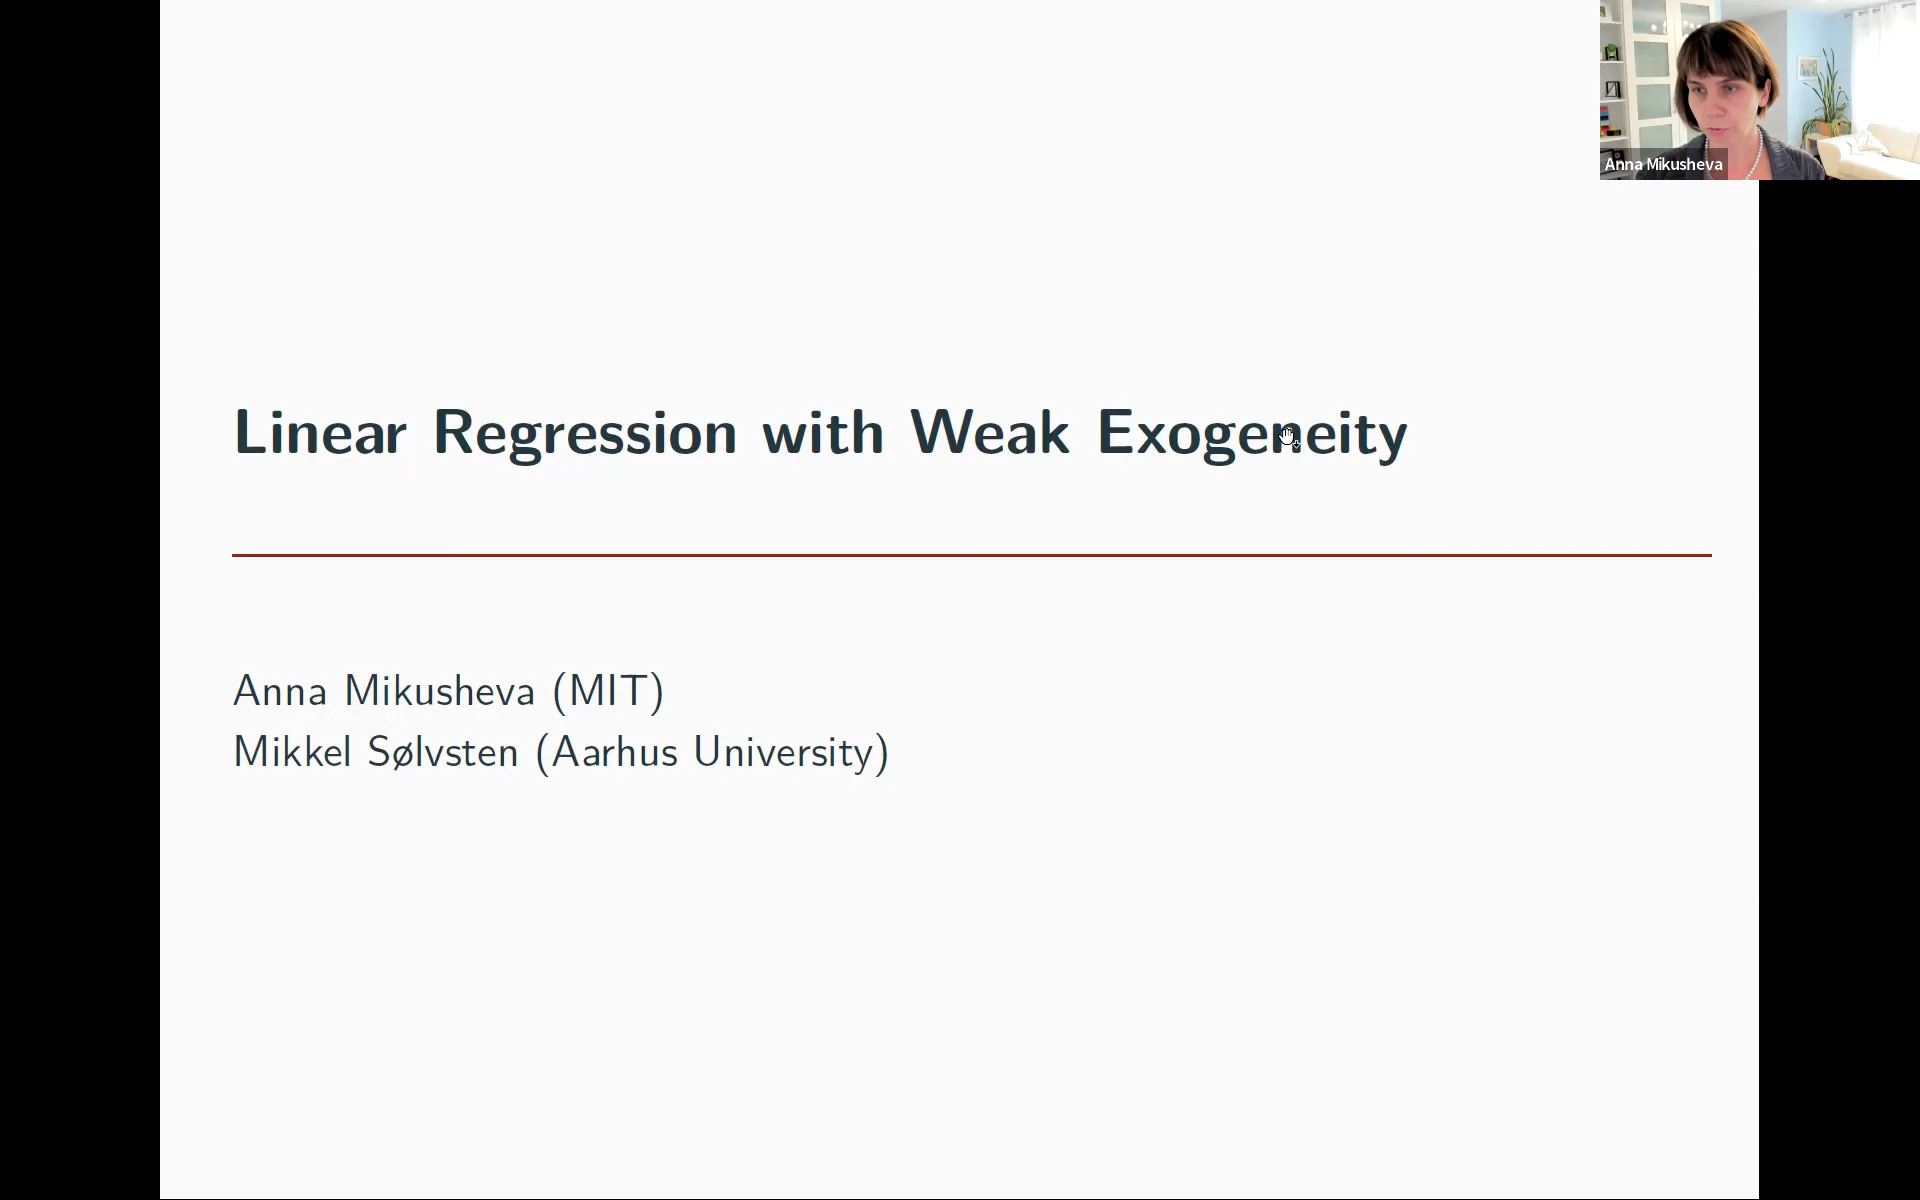 Anna Mikusheva
Linear Regression with Weak Exogeneity
Anna Mikusheva (MIT)
Mikkel Sølvsten (Aarhus University)